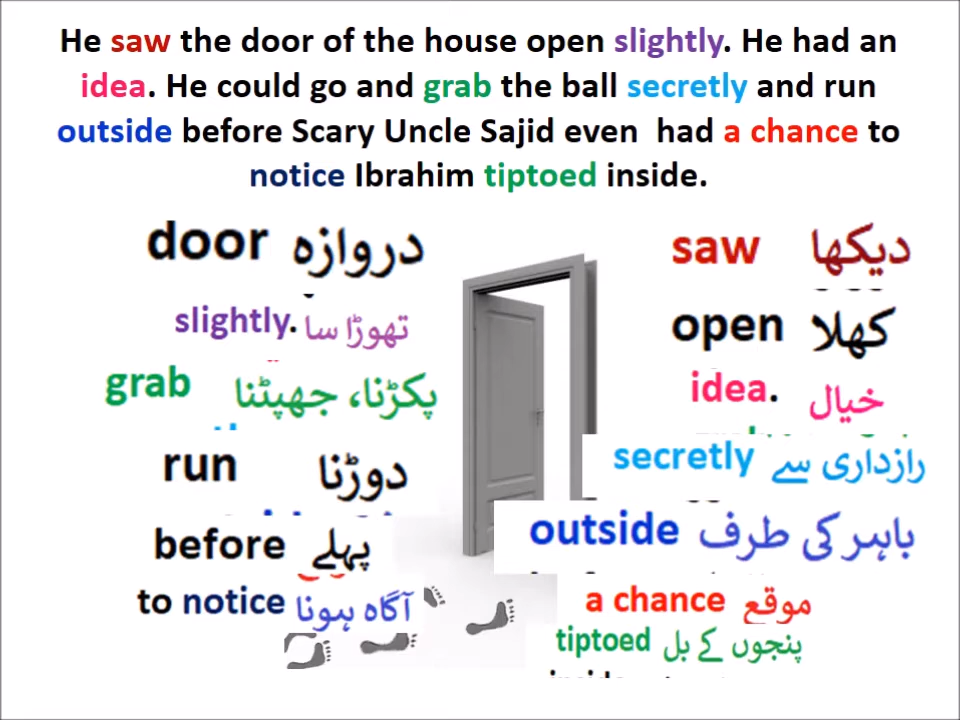 He saw the door of the house open slightly. He had an
idea. He could go and grab the ball secretly and run
outside before Scary Uncle Sajid even had a chance to
notice Ibrahim tiptoed inside.
door دروازہ
saw دیکھا
slightly. تھوڑا سا
open کھلا
grab پکڑنا، جھپٹنا
idea. خیال
run دوڑنا
secretly رازداری سے
before پہلے
outside باہر کی طرف
to notice آگاہ ہونا
a chance موقع
tiptoed پنجوں کے بل